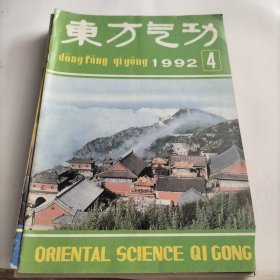 東方气功
dōng fāng qì gōng 1992 4
ORIENTAL SCIENCE QI GONG